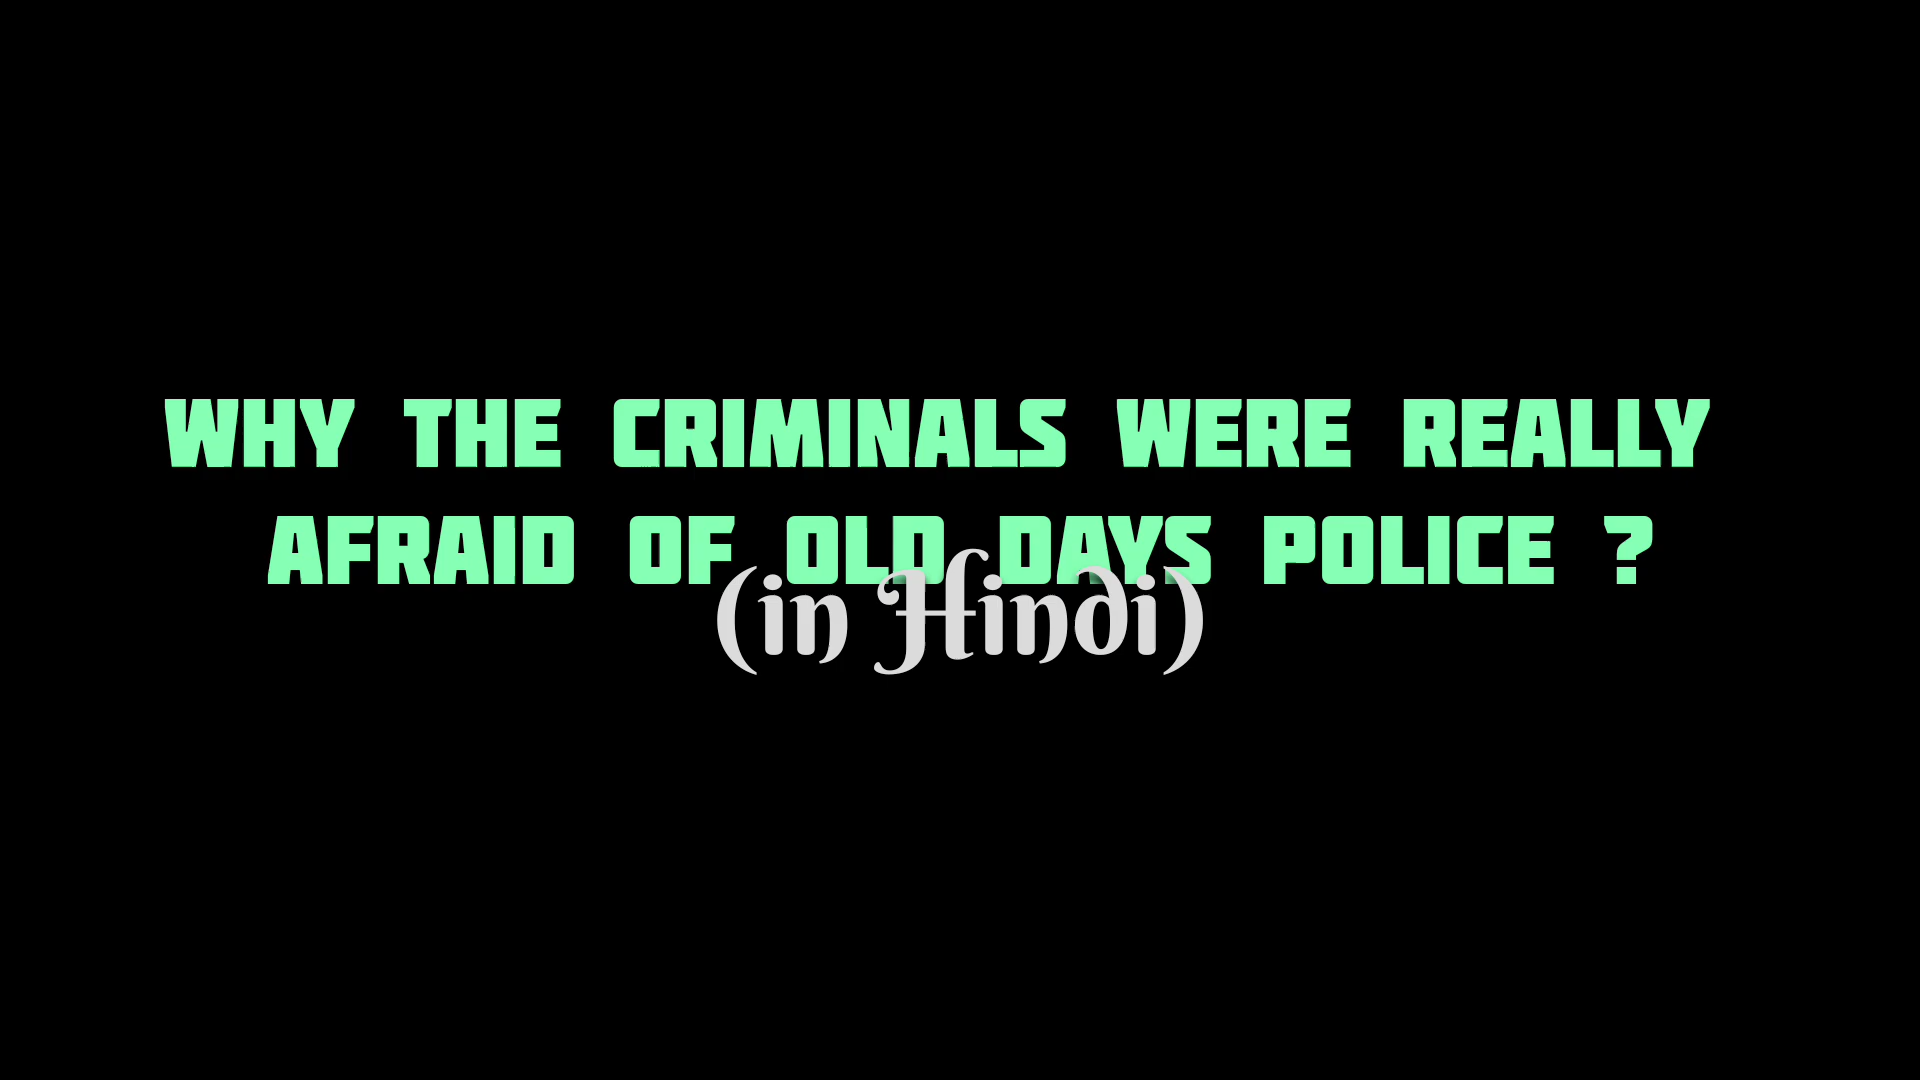 WHY THE CRIMINALS WERE REALLY
AFRAID OF OLD DAYS POLICE ?
(in Hindi)